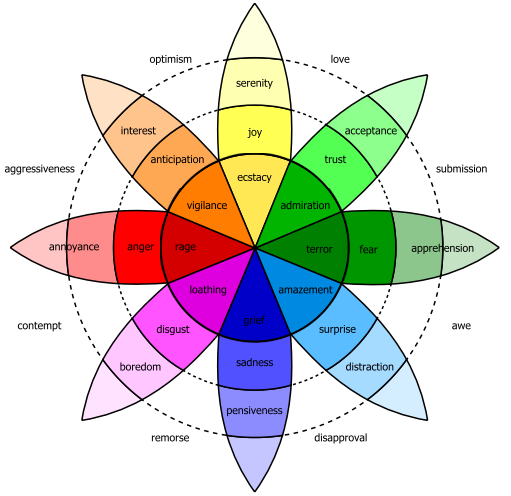 optimism
love
serenity
interest
acceptance
joy
anticipation
trust
aggressiveness
submission
ecstacy
vigilance
admiration
annoyance
anger
rage
terror
fear
apprehension
loathing
amazement
contempt
grief
awe
disgust
surprise
sadness
boredom
distraction
pensiveness
remorse
disapproval